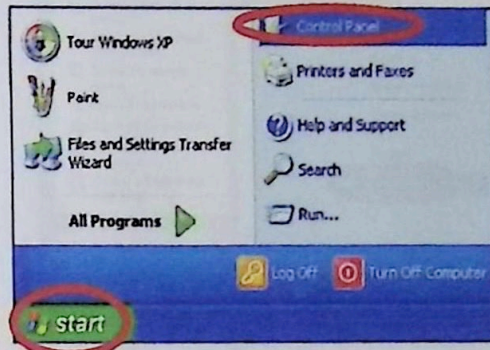 Tour Windows XP
Paint
Files and Settings Transfer
Wizard
All Programs
Control Panel
Printers and Faxes
Help and Support
Search
Run...
Log Off
Turn Off Computer
start